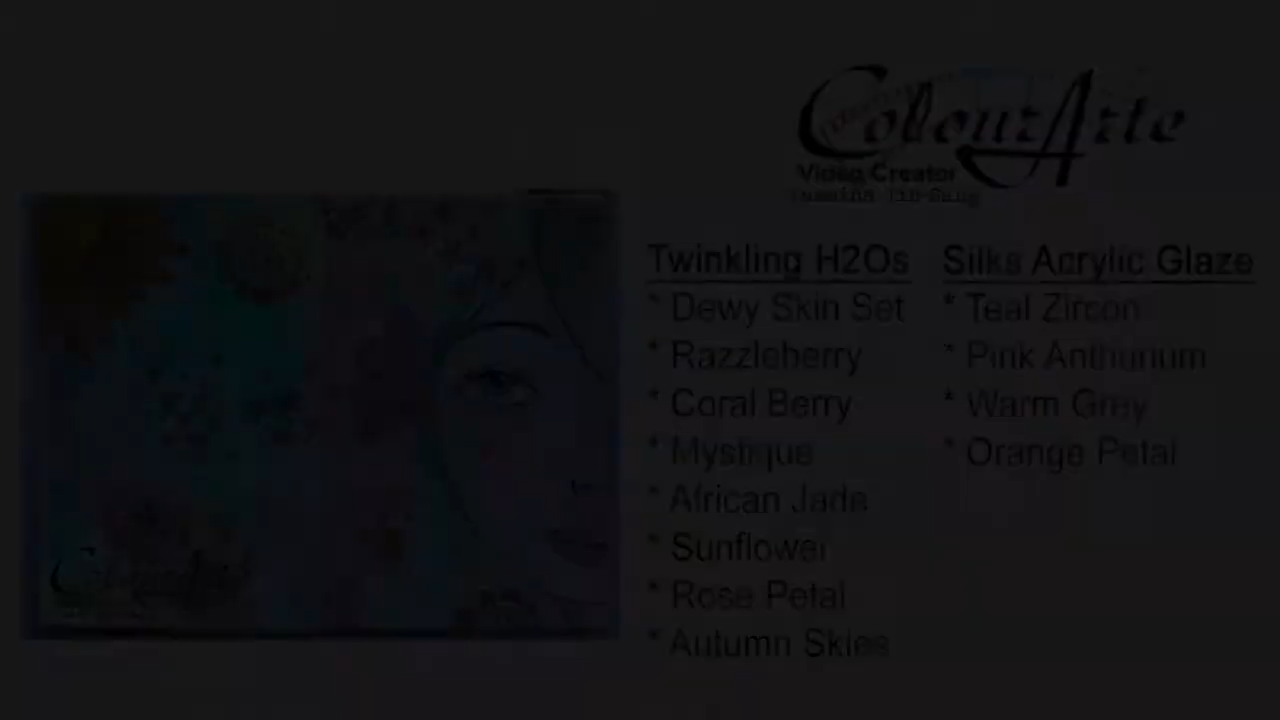 ColourArte
Video Creator
Twinkling H2Os
* Dewy Skin Set
* Razzleberry
* Coral Berry
* Mystique
* African Jade
* Sunflower
* Rose Petal
* Autumn Skies
Silks Acrylic Glaze
* Teal Zircon
* Pink Anthurium
* Warm Grey
* Orange Petal
ColourArte